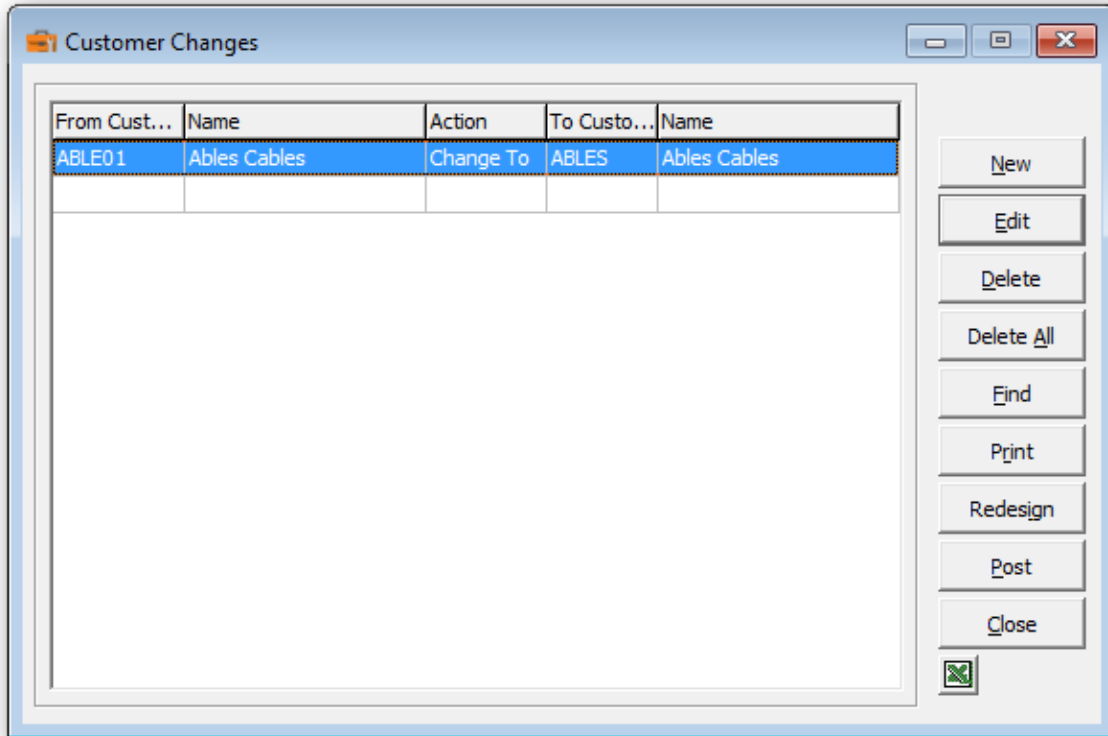 Customer Changes
From Cust... Name Action To Custo... Name
ABLE01 Ables Cables Change To ABLES Ables Cables
New
Edit
Delete
Delete All
Find
Print
Redesign
Post
Close